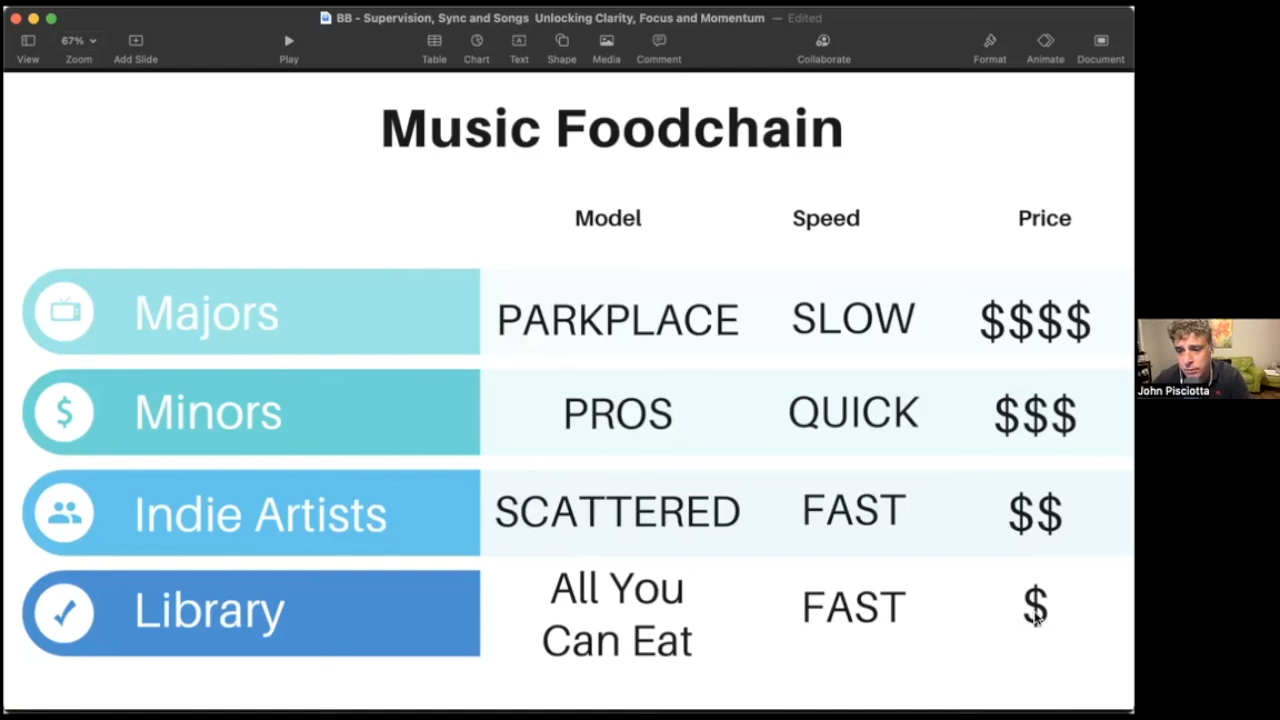 BB - Supervision, Sync and Songs  Unlocking Clarity, Focus and Momentum — Edited
67%
View Zoom Add Slide Play Table Chart Text Shape Media Comment Collaborate Format Animate Document
Music Foodchain
Model Speed Price
Majors PARKPLACE SLOW $$$$
Minors PROS QUICK $$$
Indie Artists SCATTERED FAST $$
Library All You Can Eat FAST $
John Pisciotta